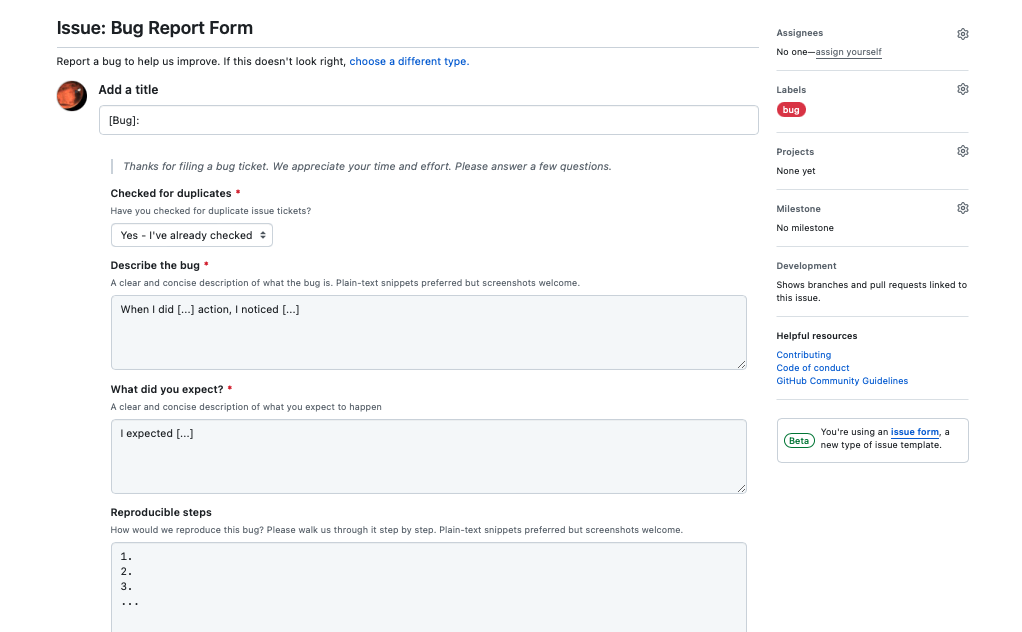 Issue: Bug Report Form
Report a bug to help us improve. If this doesn't look right, choose a different type.
Add a title
[Bug]:
Thanks for filing a bug ticket. We appreciate your time and effort. Please answer a few questions.
Checked for duplicates *
Have you checked for duplicate issue tickets?
Yes - I've already checked
Describe the bug *
A clear and concise description of what the bug is. Plain-text snippets preferred but screenshots welcome.
When I did [...] action, I noticed [...]
What did you expect? *
A clear and concise description of what you expect to happen
I expected [...]
Reproducible steps
How would we reproduce this bug? Please walk us through it step by step. Plain-text snippets preferred but screenshots welcome.
1.
2.
3.
...
Assignees
No one—assign yourself
Labels
bug
Projects
None yet
Milestone
No milestone
Development
Shows branches and pull requests linked to
this issue.
Helpful resources
Contributing
Code of conduct
GitHub Community Guidelines
Beta
You're using an issue form, a
new type of issue template.